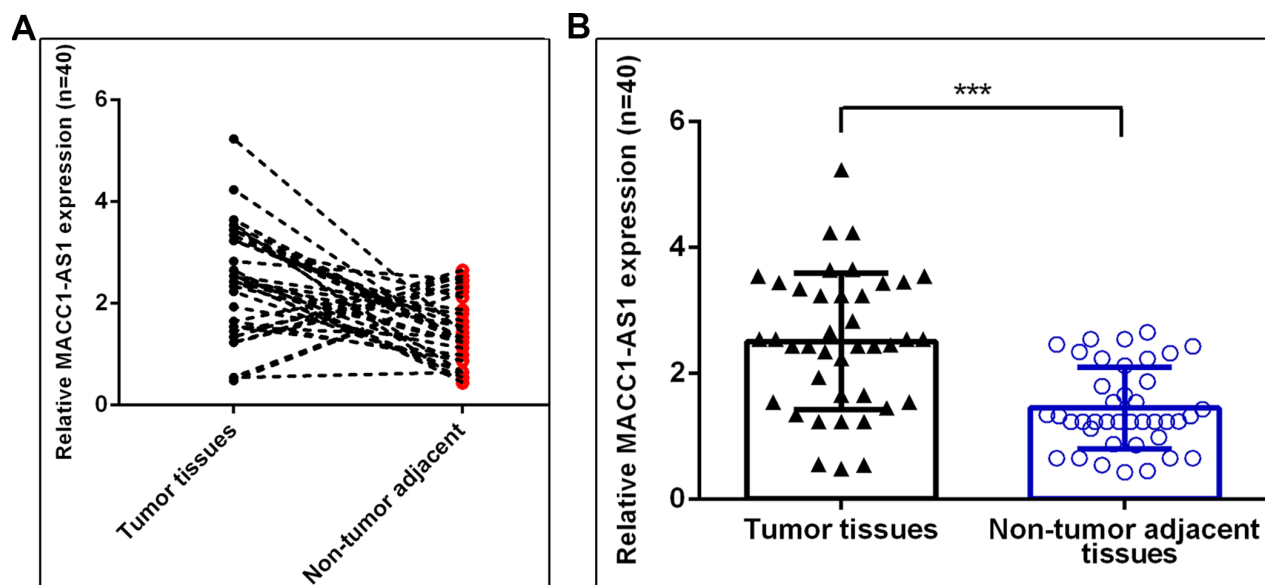 A
Relative MACC1-AS1 expression (n=40)
6
4
2
0
Tumor tissues
Non-tumor adjacent
B
Relative MACC1-AS1 expression (n=40)
***
6
4
2
0
Tumor tissues
Non-tumor adjacent
tissues